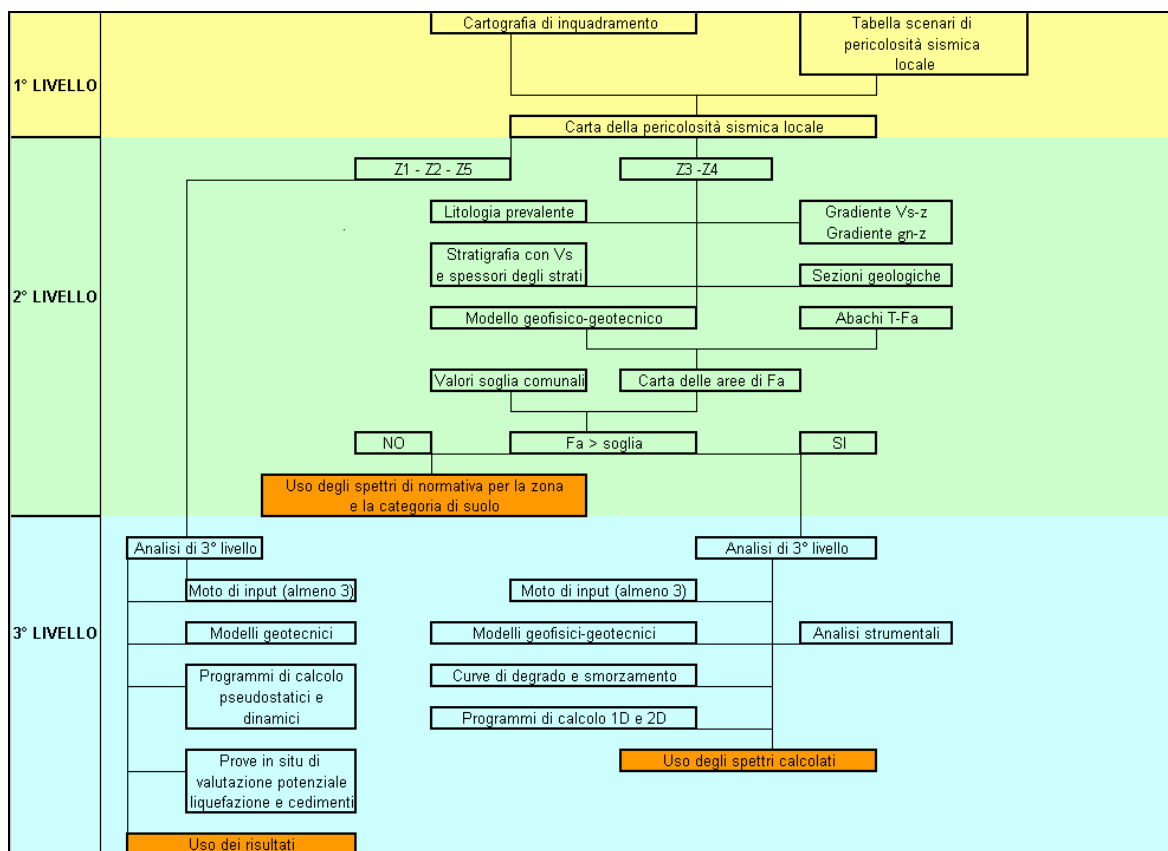 Cartografia di inquadramento
Tabella scenari di
pericolosità sismica
locale
1° LIVELLO
Carta della pericolosità sismica locale
Z1 - Z2 - Z5
Z3 -Z4
Litologia prevalente
Gradiente Vs-z
Gradiente gn-z
Stratigrafia con Vs
e spessori degli strati
Sezioni geologiche
2° LIVELLO
Modello geofisico-geotecnico
Abachi T-Fa
Valori soglia comunali
Carta delle aree di Fa
NO
Fa > soglia
SI
Uso degli spettri di normativa per la zona
e la categoria di suolo
Analisi di 3° livello
Analisi di 3° livello
Moto di input (almeno 3)
Moto di input (almeno 3)
3° LIVELLO
Modelli geotecnici
Modelli geofisici-geotecnici
Analisi strumentali
Programmi di calcolo
pseudostatici e
dinamici
Curve di degrado e smorzamento
Programmi di calcolo 1D e 2D
Prove in situ di
valutazione potenziale
liquefazione e cedimenti
Uso degli spettri calcolati
Uso dei risultati